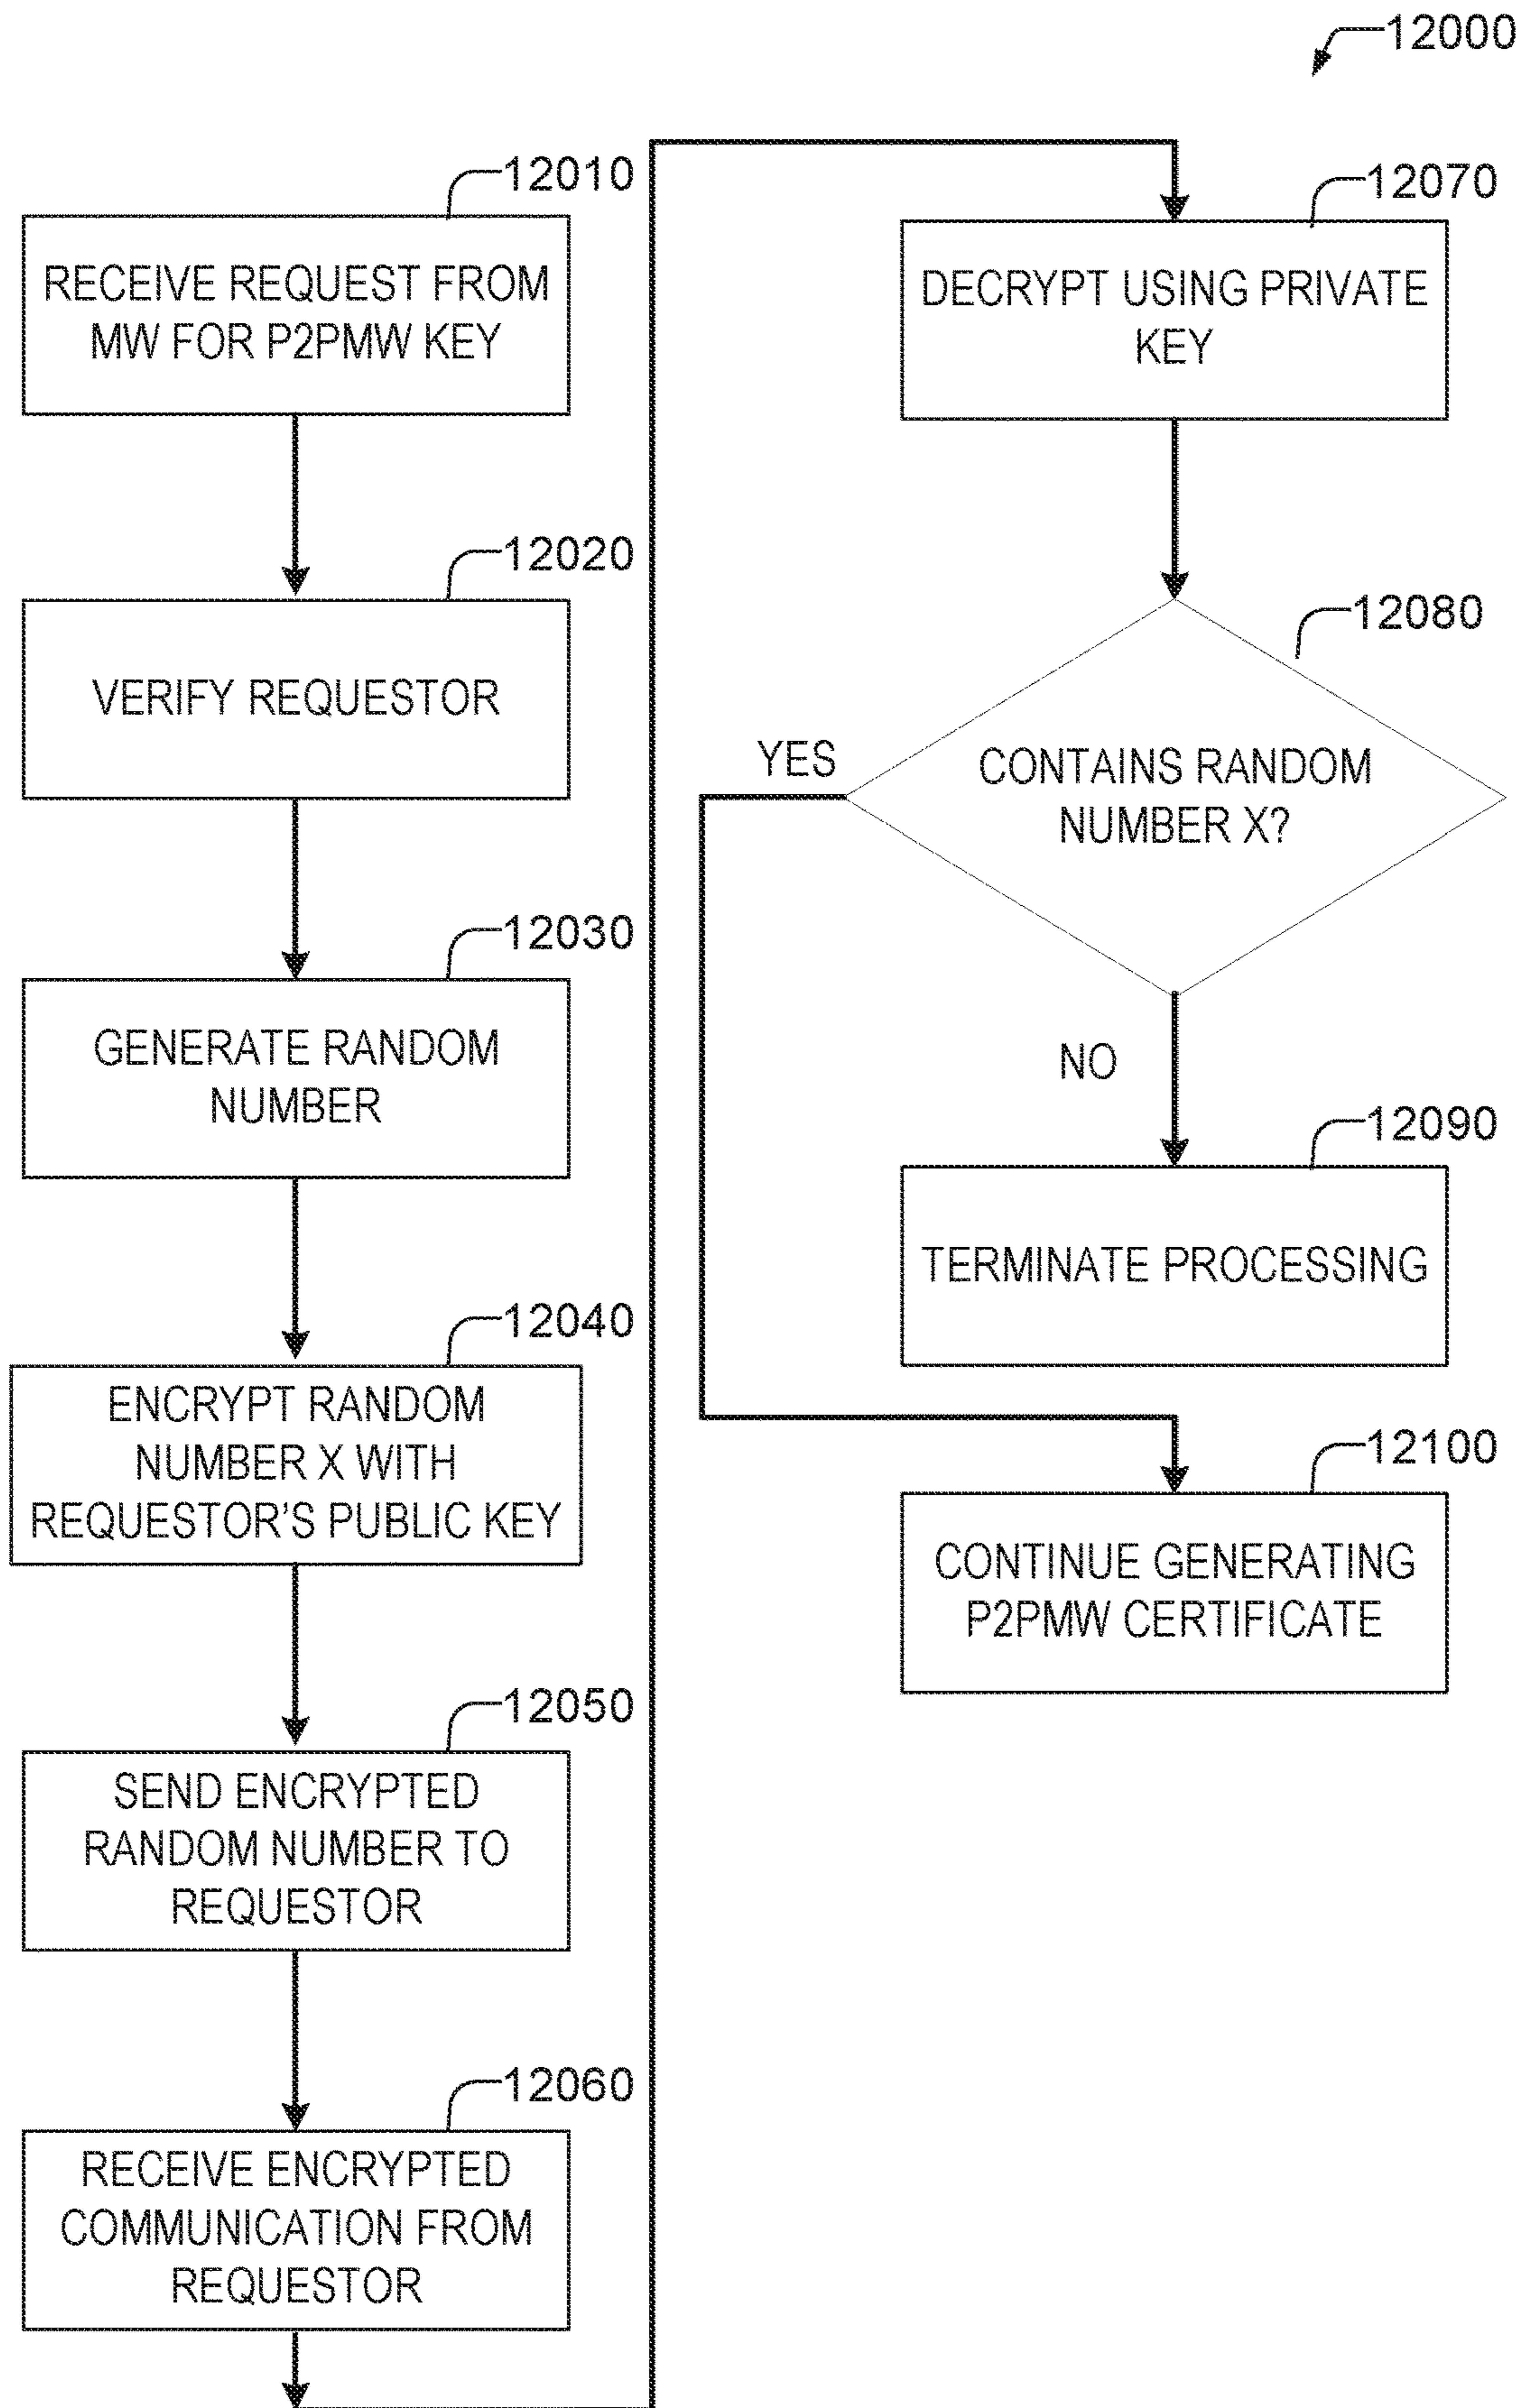 12000
12010
RECEIVE REQUEST FROM
MW FOR P2PMW KEY
12020
VERIFY REQUESTOR
12030
GENERATE RANDOM
NUMBER
12040
ENCRYPT RANDOM
NUMBER X WITH
REQUESTOR'S PUBLIC KEY
12050
SEND ENCRYPTED
RANDOM NUMBER TO
REQUESTOR
12060
RECEIVE ENCRYPTED
COMMUNICATION FROM
REQUESTOR
12070
DECRYPT USING PRIVATE
KEY
12080
CONTAINS RANDOM
NUMBER X?
YES
NO
12090
TERMINATE PROCESSING
12100
CONTINUE GENERATING
P2PMW CERTIFICATE